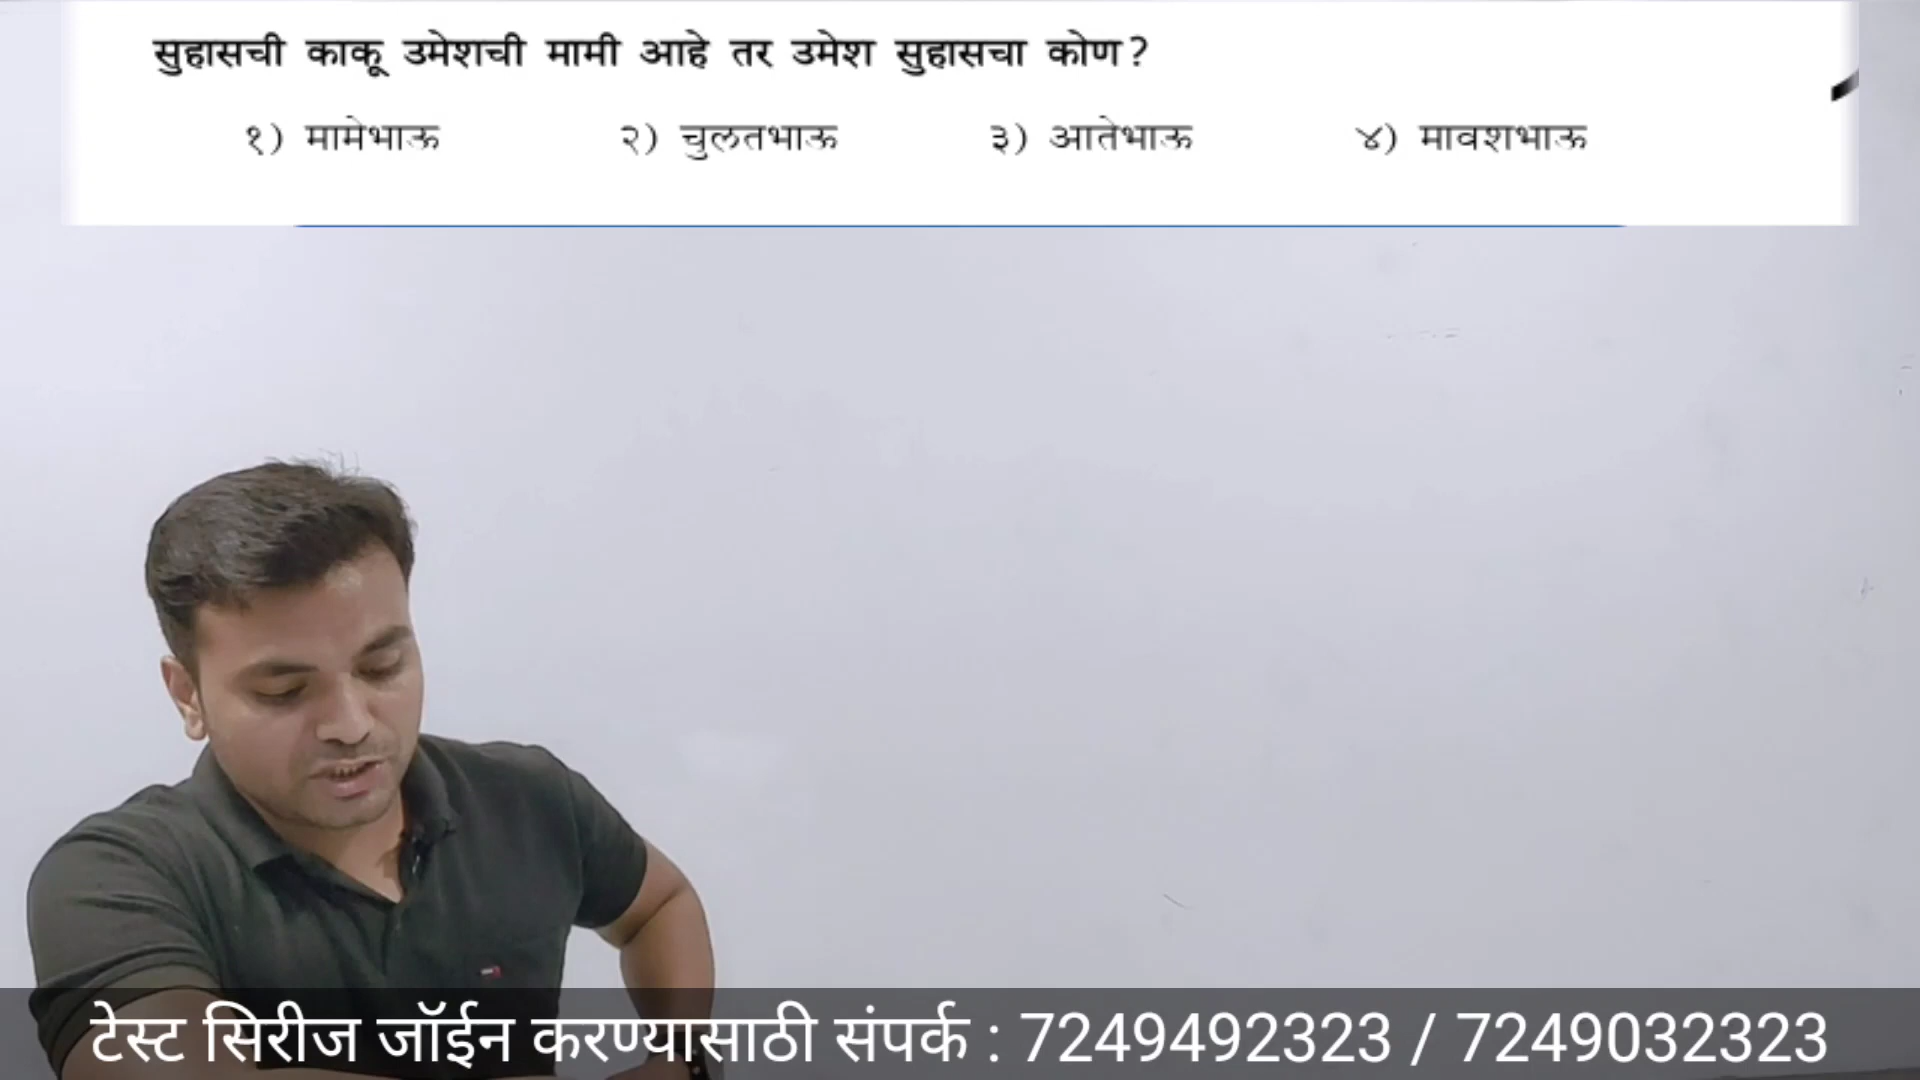 सुहासची काकू उमेशची मामी आहे तर उमेश सुहासचा कोण?
१) मामेभाऊ २) चुलतभाऊ ३) आतेभाऊ ४) मावशभाऊ
टेस्ट सिरीज जॉईन करण्यासाठी संपर्क : 7249492323 / 7249032323